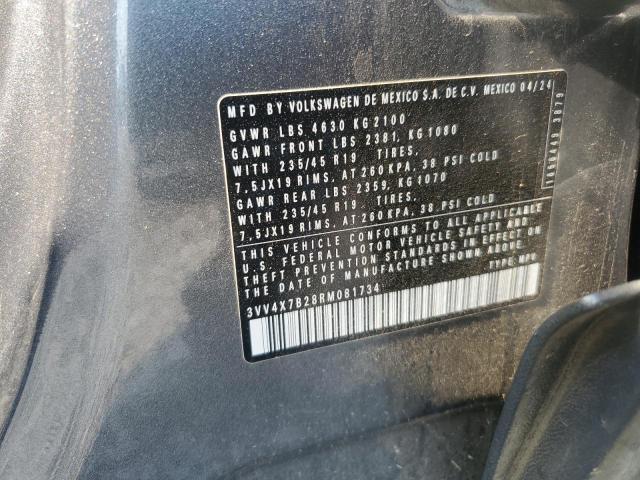 MFD BY VOLKSWAGEN DE MEXICO S.A. DE C.V. MEXICO 04/24
GVWR LBS 4630 KG 2100
GAWR FRONT LBS 2381, KG 1080
WITH 235/45 R19 TIRES,
7,5JX19 RIMS, AT 260 KPA, 38 PSI COLD
GAWR REAR LBS 2359, KG 1070
WITH 235/45 R19 TIRES,
7,5JX19 RIMS, AT 260 KPA, 38 PSI COLD
THIS VEHICLE CONFORMS TO ALL APPLICABLE
U.S. FEDERAL MOTOR VEHICLE SAFETY AND
THEFT PREVENTION STANDARDS IN EFFECT ON
THE DATE OF MANUFACTURE SHOWN ABOVE.
TYPE MPV
3VV4X7B28RM081734
3879